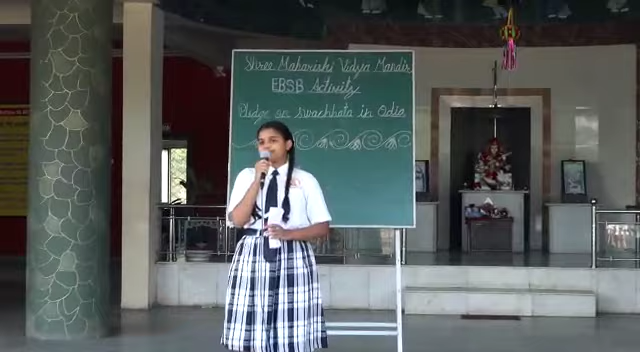 Shree Maharishi Vidya Mandir
EBSB Activity
Pledge on swachhata in Odia